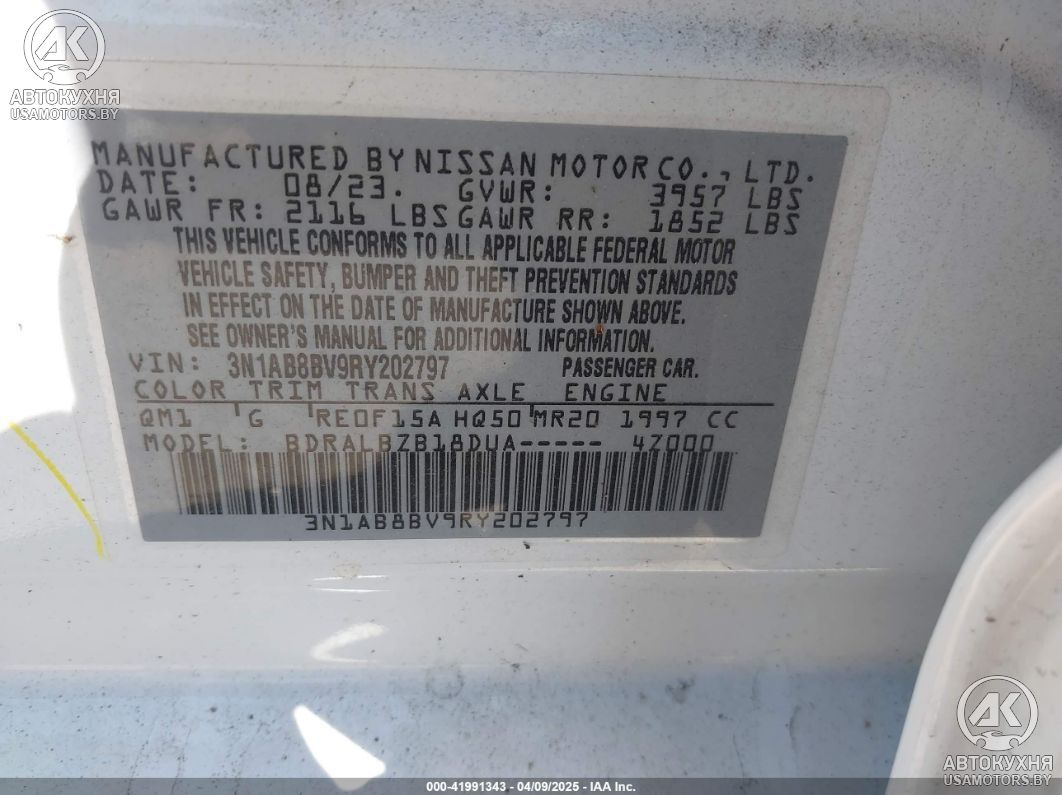 AK
АВТОКУХНЯ
USAMOTORS.BY
MANUFACTURED BY NISSAN MOTOR CO., LTD.
DATE: 08/23. GVWR: 3957 LBS
GAWR FR: 2116 LBS GAWR RR: 1852 LBS
THIS VEHICLE CONFORMS TO ALL APPLICABLE FEDERAL MOTOR
VEHICLE SAFETY, BUMPER AND THEFT PREVENTION STANDARDS
IN EFFECT ON THE DATE OF MANUFACTURE SHOWN ABOVE.
SEE OWNER'S MANUAL FOR ADDITIONAL INFORMATION.
VIN: 3N1AB8BV9RY202797 PASSENGER CAR.
COLOR TRIM TRANS AXLE ENGINE
QM1 ' G 'RE0F15A HQ50'MR20 1997 CC
MODEL: BDRALBZB18DUA----- 4Z000
3N1AB8BV9RY202797
AK
АВТОКУХНЯ
USAMOTORS.BY
000-41991343 - 04/09/2025 - IAA Inc.